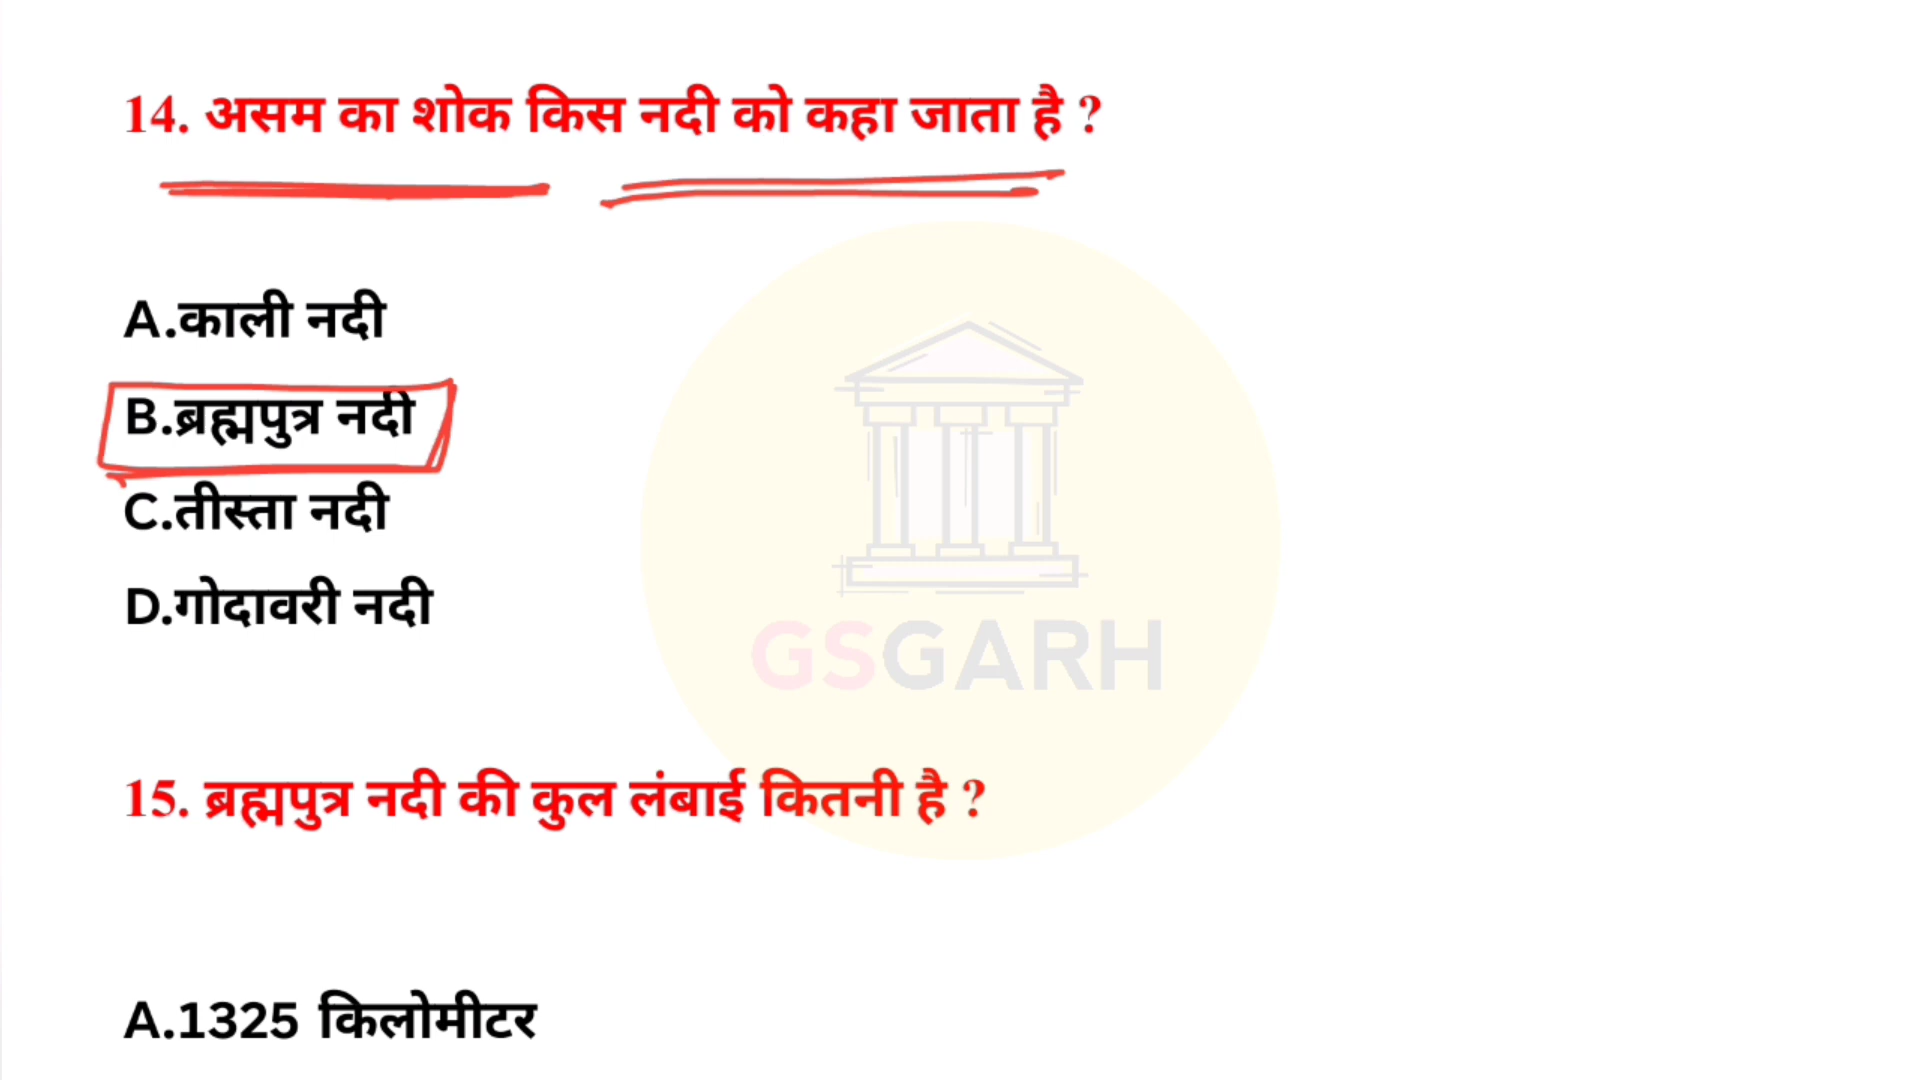 14. असम का शोक किस नदी को कहा जाता है ?
A.काली नदी
B.ब्रह्मपुत्र नदी
C.तीस्ता नदी
D.गोदावरी नदी
GSGARH
15. ब्रह्मपुत्र नदी की कुल लंबाई कितनी है ?
A.1325 किलोमीटर